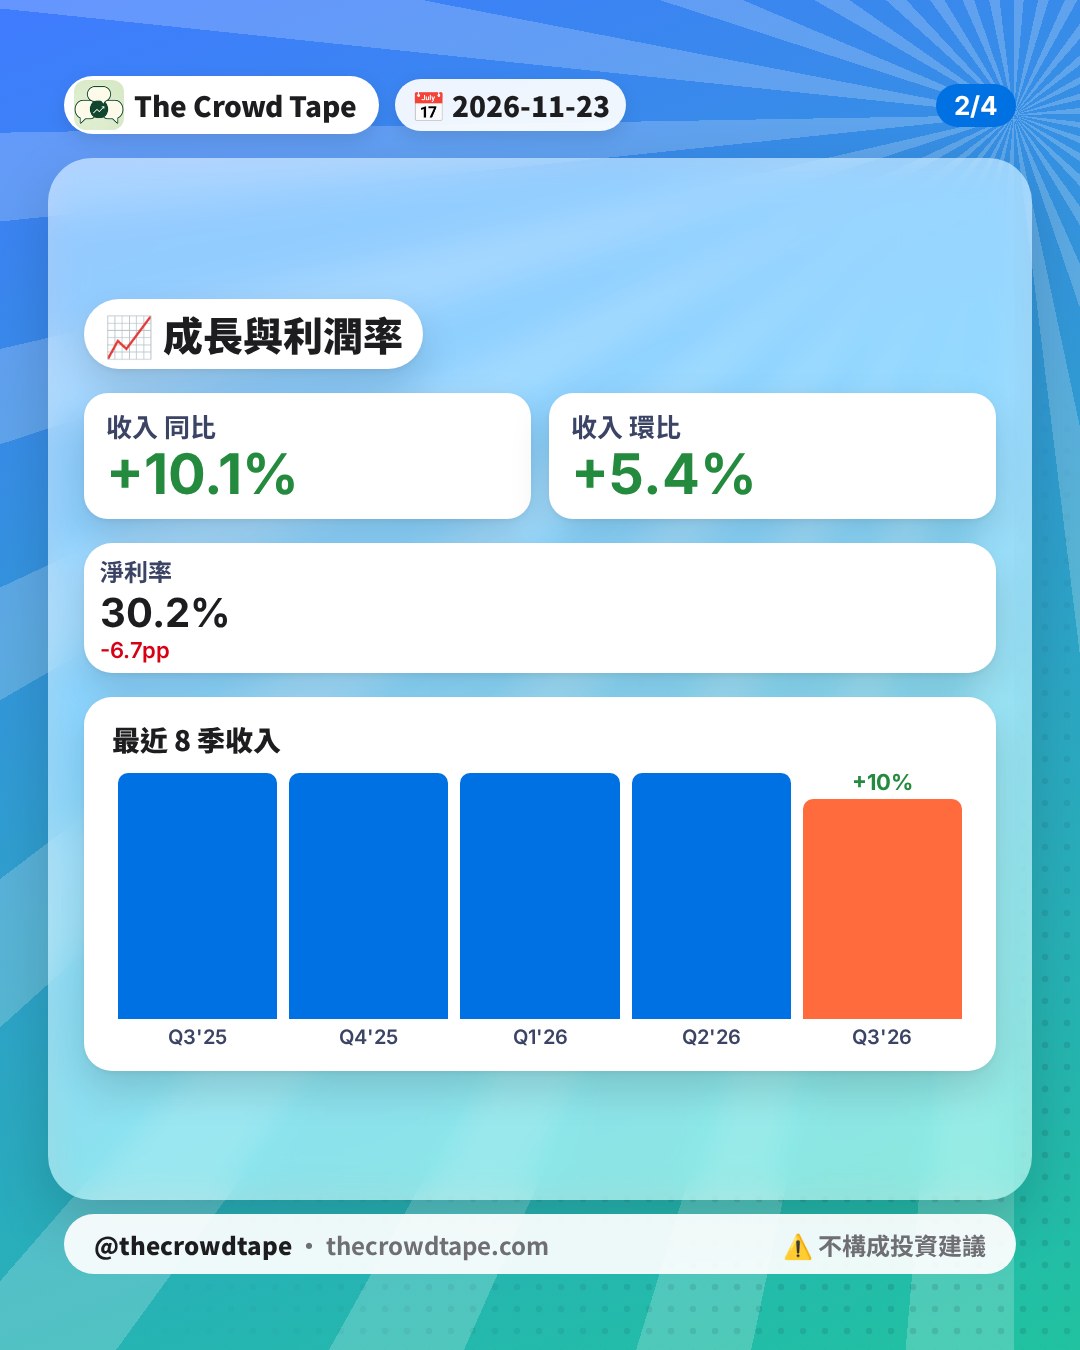 The Crowd Tape
📅 2026-11-23
2/4
📈 成長與利潤率
收入 同比
+10.1%
收入 環比
+5.4%
淨利率
30.2%
-6.7pp
最近 8 季收入
+10%
Q3'25
Q4'25
Q1'26
Q2'26
Q3'26
@thecrowdtape • thecrowdtape.com
⚠️ 不構成投資建議